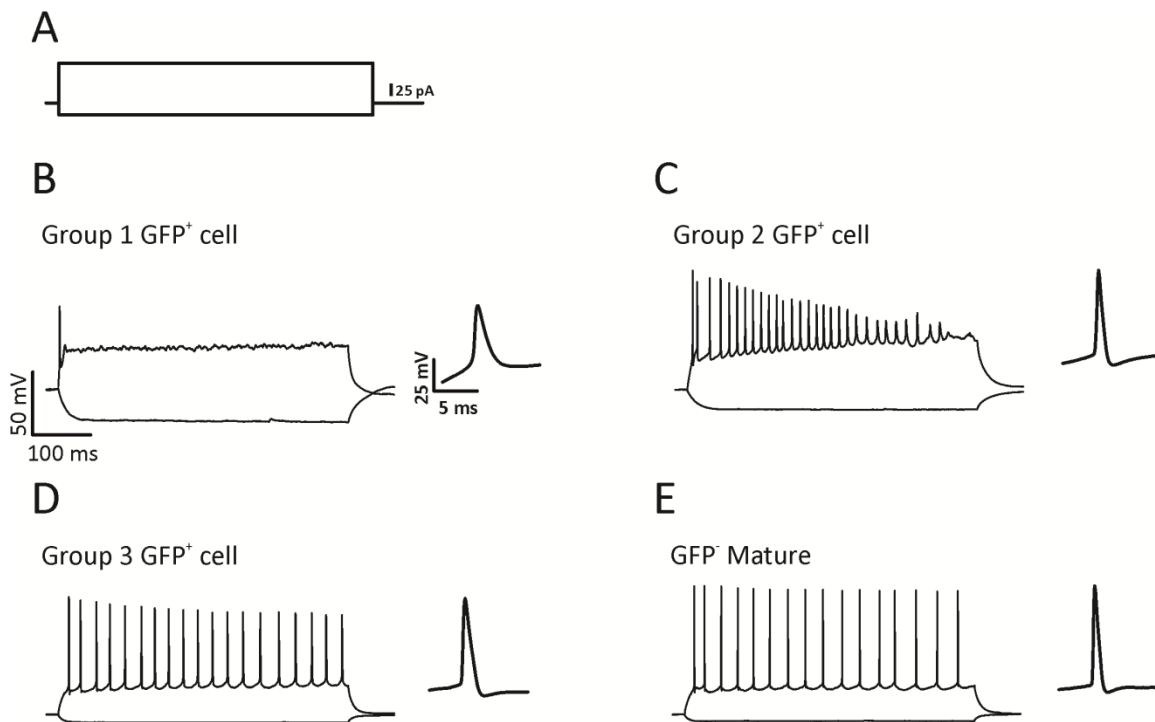 A
25 pA
B
C
Group 1 GFP⁺ cell
Group 2 GFP⁺ cell
50 mV
100 ms
25 mV
5 ms
D
E
Group 3 GFP⁺ cell
GFP⁻ Mature